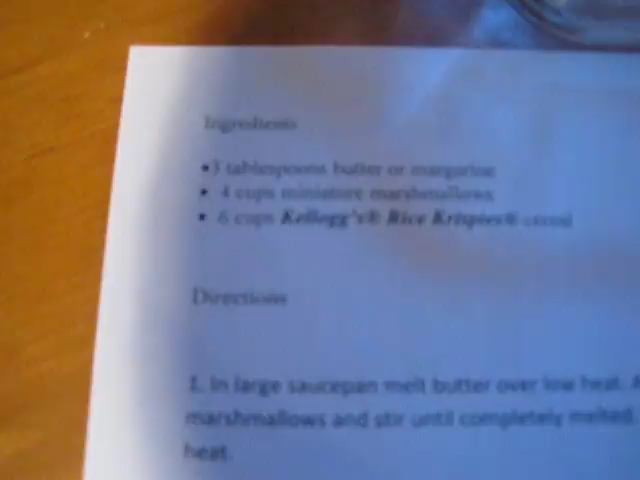 Ingredients
•3 tablespoons butter or margarine
• 4 cups miniature marshmallows
• 6 cups Kellogg's® Rice Krispies® cereal
Directions
1. In large saucepan melt butter over low heat.
marshmallows and stir until completely melted.
heat.